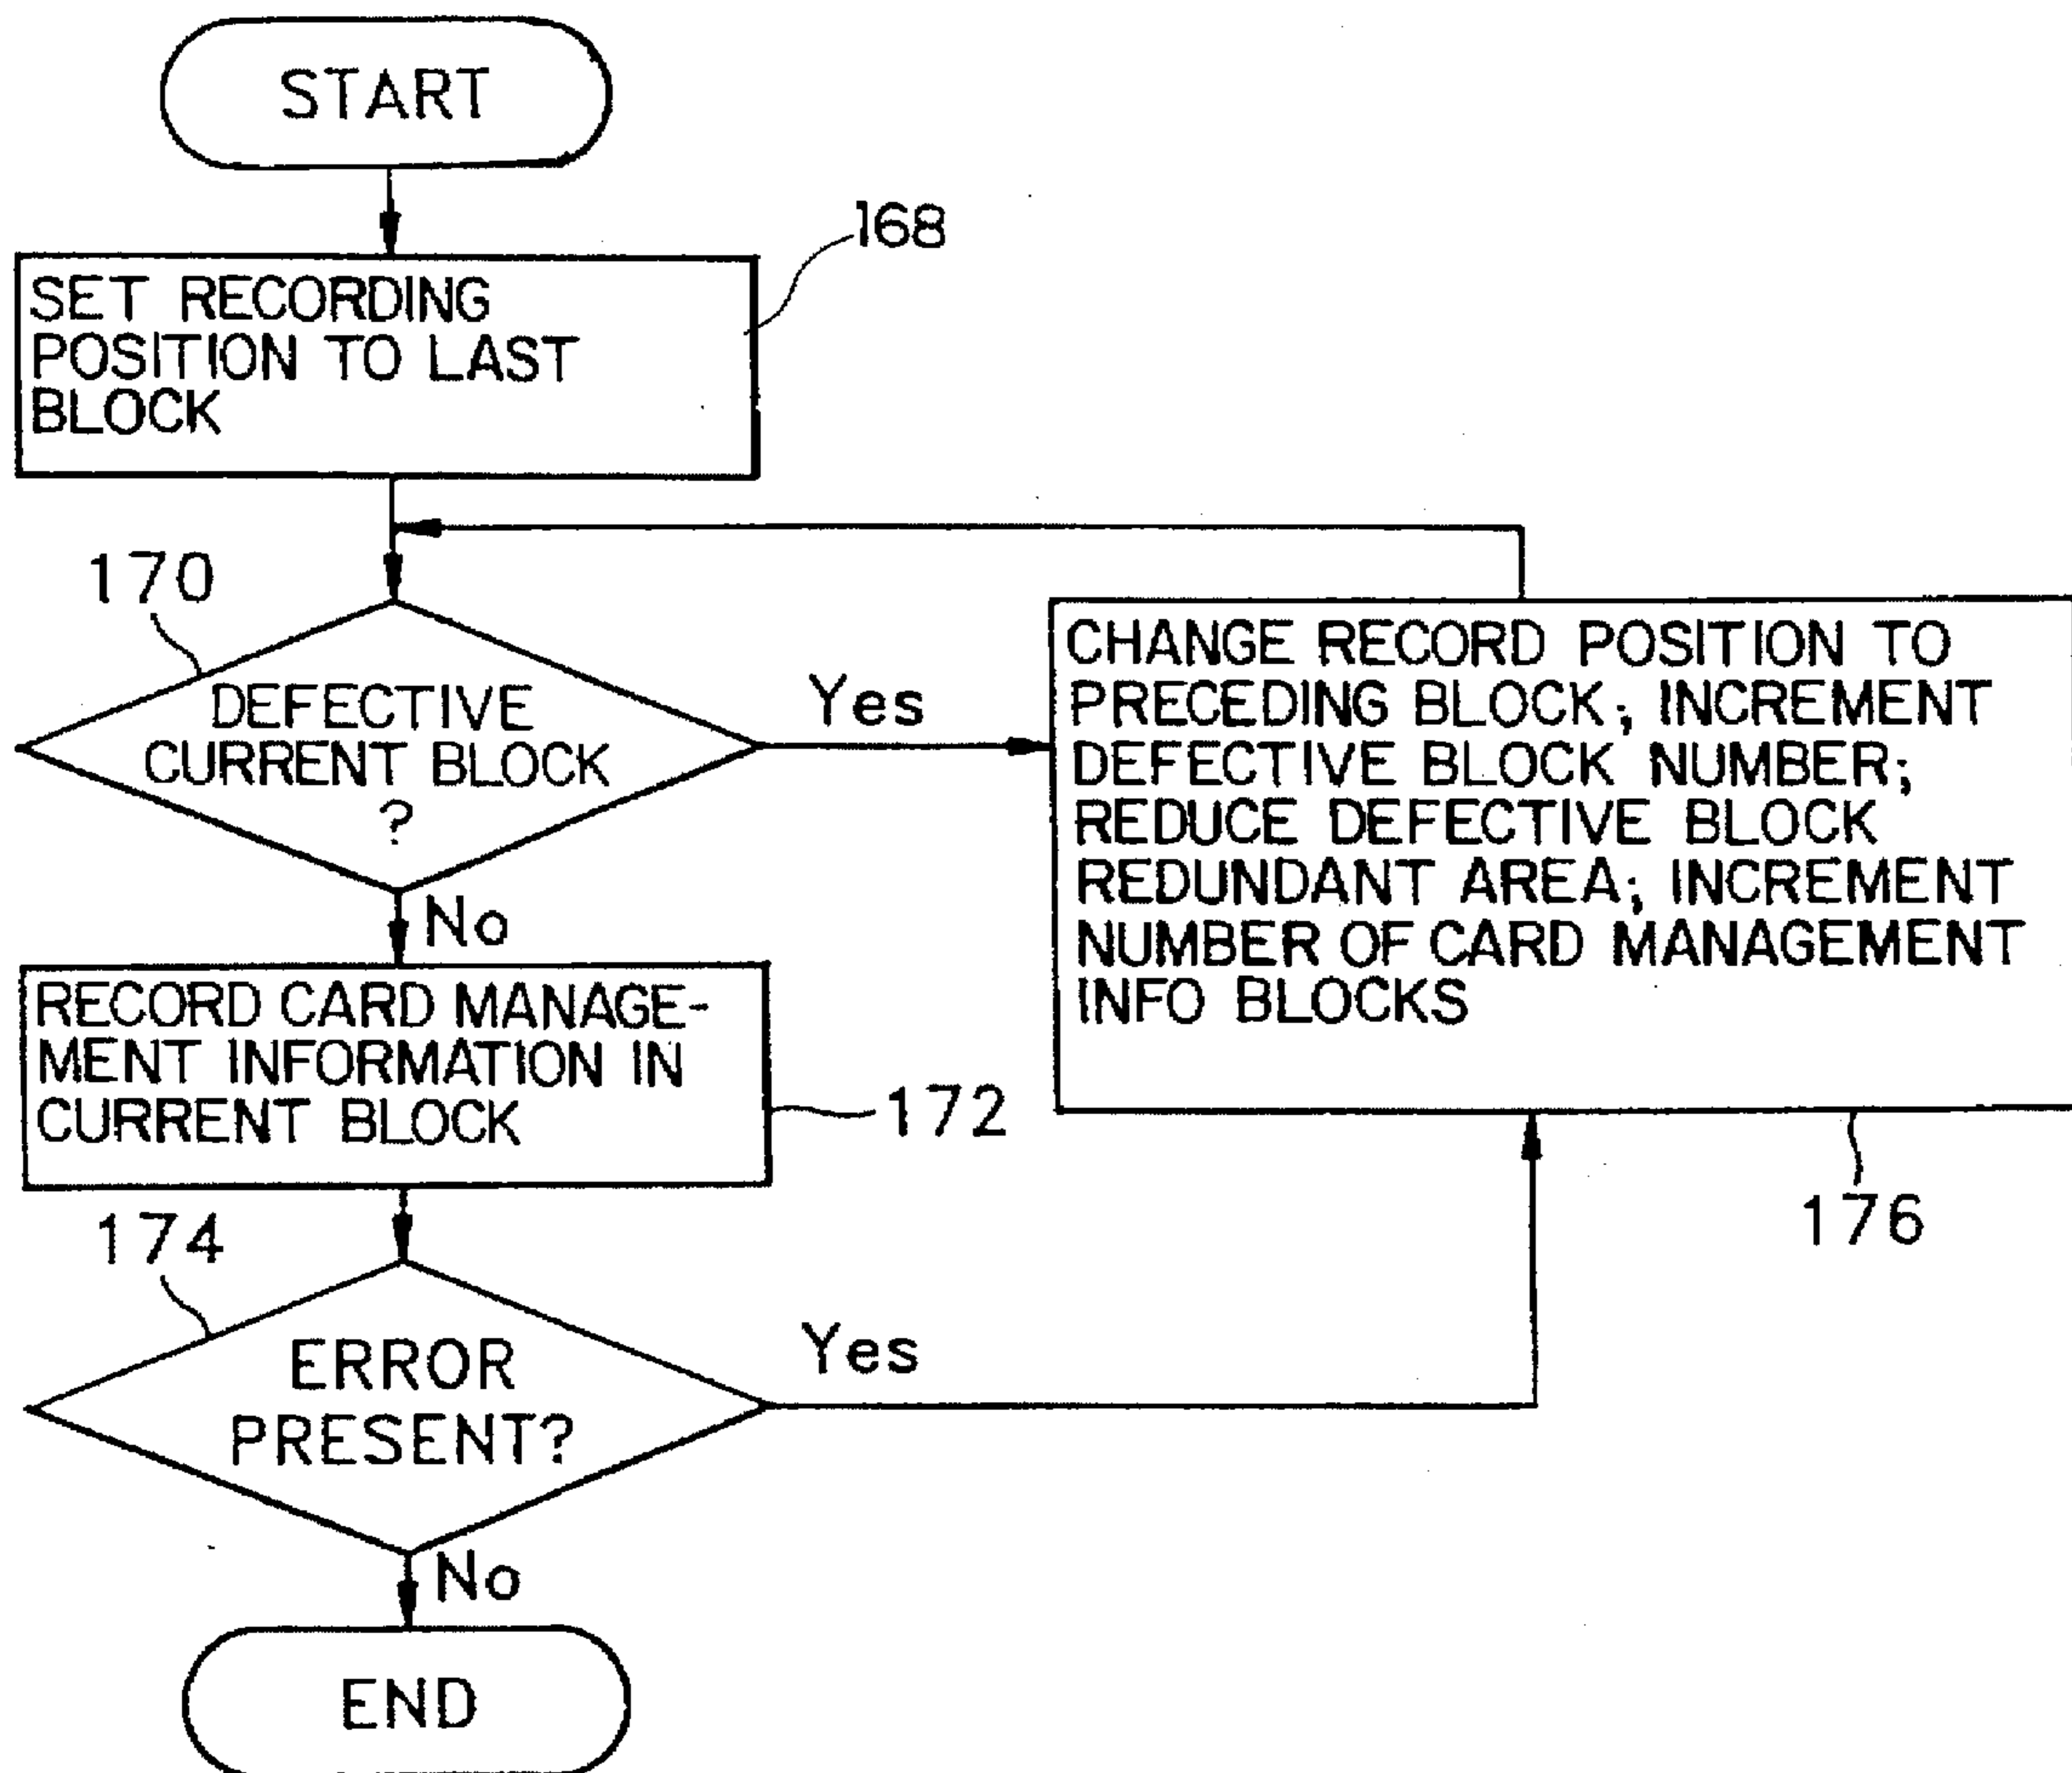 START
168
SET RECORDING
POSITION TO LAST
BLOCK
170
DEFECTIVE
CURRENT BLOCK
?
Yes
No
CHANGE RECORD POSITION TO
PRECEDING BLOCK; INCREMENT
DEFECTIVE BLOCK NUMBER;
REDUCE DEFECTIVE BLOCK
REDUNDANT AREA; INCREMENT
NUMBER OF CARD MANAGEMENT
INFO BLOCKS
176
RECORD CARD MANAGE-
MENT INFORMATION IN
CURRENT BLOCK
172
174
ERROR
PRESENT?
Yes
No
END